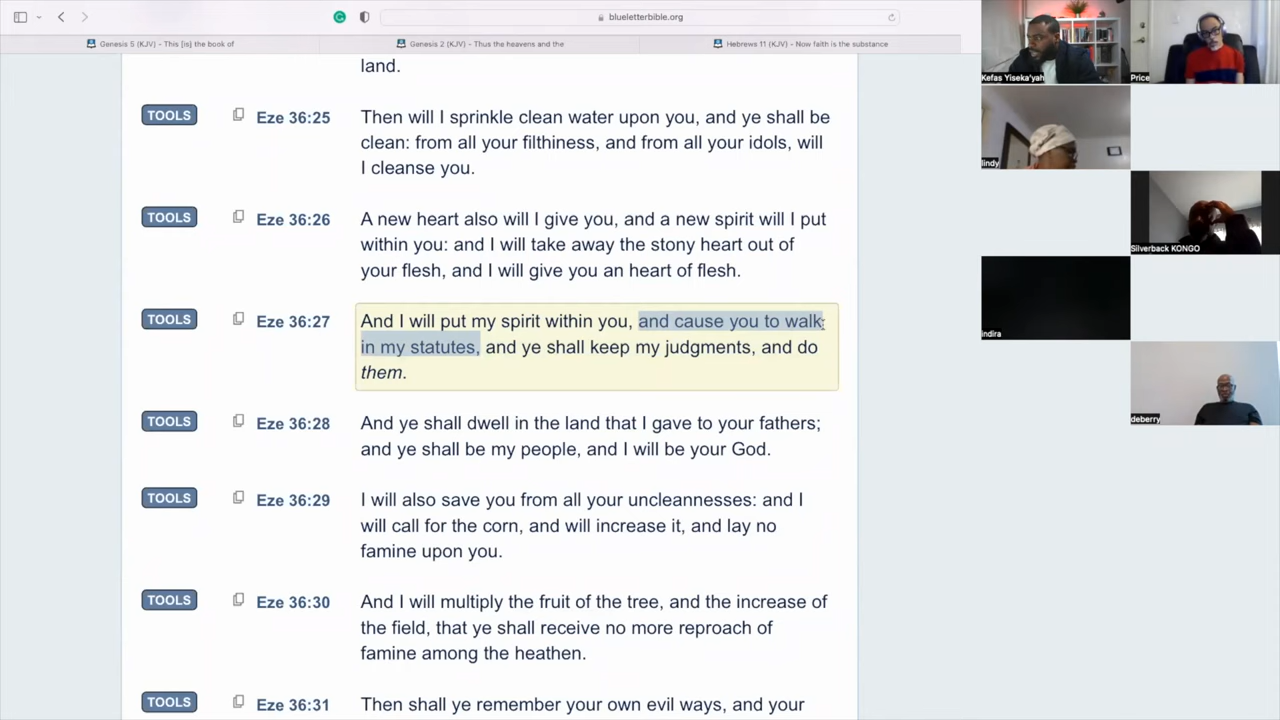 blueletterbible.org
Genesis 5 (KJV) - This [is] the book of
Genesis 2 (KJV) - Thus the heavens and the
Hebrews 11 (KJV) - Now faith is the substance
land.
TOOLS Eze 36:25 Then will I sprinkle clean water upon you, and ye shall be
clean: from all your filthiness, and from all your idols, will
I cleanse you.
TOOLS Eze 36:26 A new heart also will I give you, and a new spirit will I put
within you: and I will take away the stony heart out of
your flesh, and I will give you an heart of flesh.
TOOLS Eze 36:27 And I will put my spirit within you, and cause you to walk
in my statutes, and ye shall keep my judgments, and do
them.
TOOLS Eze 36:28 And ye shall dwell in the land that I gave to your fathers;
and ye shall be my people, and I will be your God.
TOOLS Eze 36:29 I will also save you from all your uncleannesses: and I
will call for the corn, and will increase it, and lay no
famine upon you.
TOOLS Eze 36:30 And I will multiply the fruit of the tree, and the increase of
the field, that ye shall receive no more reproach of
famine among the heathen.
TOOLS Eze 36:31 Then shall ye remember your own evil ways, and your
Kefas Yiseka'yah
Price
lindy
Silverback KONGO
indira
deberry